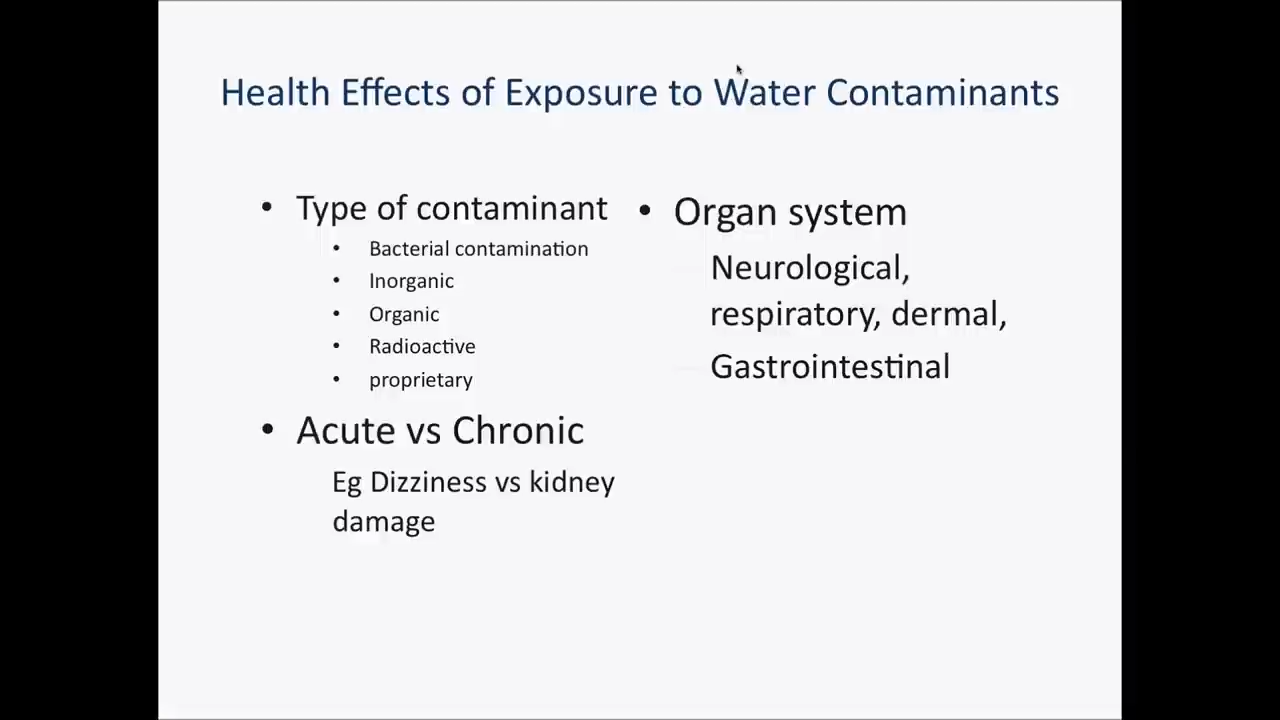 Health Effects of Exposure to Water Contaminants
• Type of contaminant
• Bacterial contamination
• Inorganic
• Organic
• Radioactive
• proprietary
• Acute vs Chronic
Eg Dizziness vs kidney
damage
• Organ system
Neurological,
respiratory, dermal,
Gastrointestinal